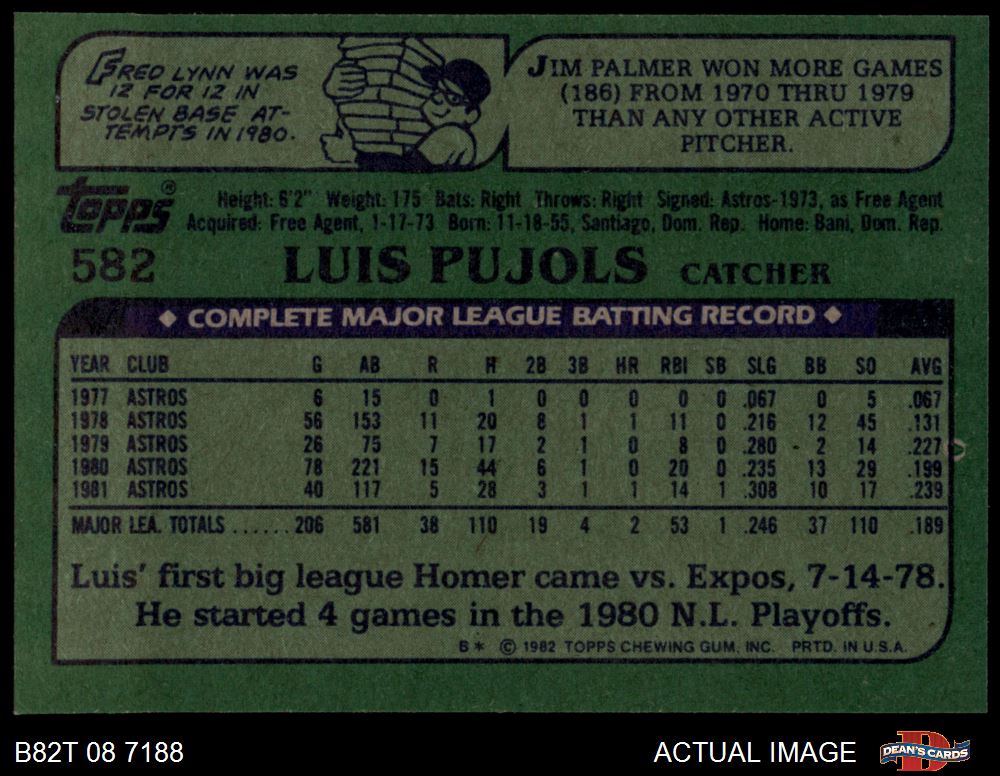 FRED LYNN WAS
12 FOR 12 IN
STOLEN BASE AT-
TEMPTS IN 1980.
JIM PALMER WON MORE GAMES
(186) FROM 1970 THRU 1979
THAN ANY OTHER ACTIVE
PITCHER.
Topps®
Height: 6'2" Weight: 175 Bats: Right Throws: Right Signed: Astros-1973, as Free Agent
Acquired: Free Agent, 1-17-73 Born: 11-18-55, Santiago, Dom. Rep. Home: Bani, Dom. Rep.
582 LUIS PUJOLS CATCHER
◆ COMPLETE MAJOR LEAGUE BATTING RECORD ◆
YEAR CLUB G AB R H 2B 3B HR RBI SB SLG BB SO AVG
1977 ASTROS 6 15 0 1 0 0 0 0 0 .067 0 5 .067
1978 ASTROS 56 153 11 20 8 1 1 11 0 .216 12 45 .131
1979 ASTROS 26 75 7 17 2 1 0 8 0 .280 2 14 .227
1980 ASTROS 78 221 15 44 6 1 0 20 0 .235 13 29 .199
1981 ASTROS 40 117 5 28 3 1 1 14 1 .308 10 17 .239
MAJOR LEA. TOTALS ...... 206 581 38 110 19 4 2 53 1 .246 37 110 .189
Luis' first big league Homer came vs. Expos, 7-14-78.
He started 4 games in the 1980 N.L. Playoffs.
B* © 1982 TOPPS CHEWING GUM, INC. PRTD. IN U.S.A.
B82T 08 7188
ACTUAL IMAGE
DEAN'S CARDS